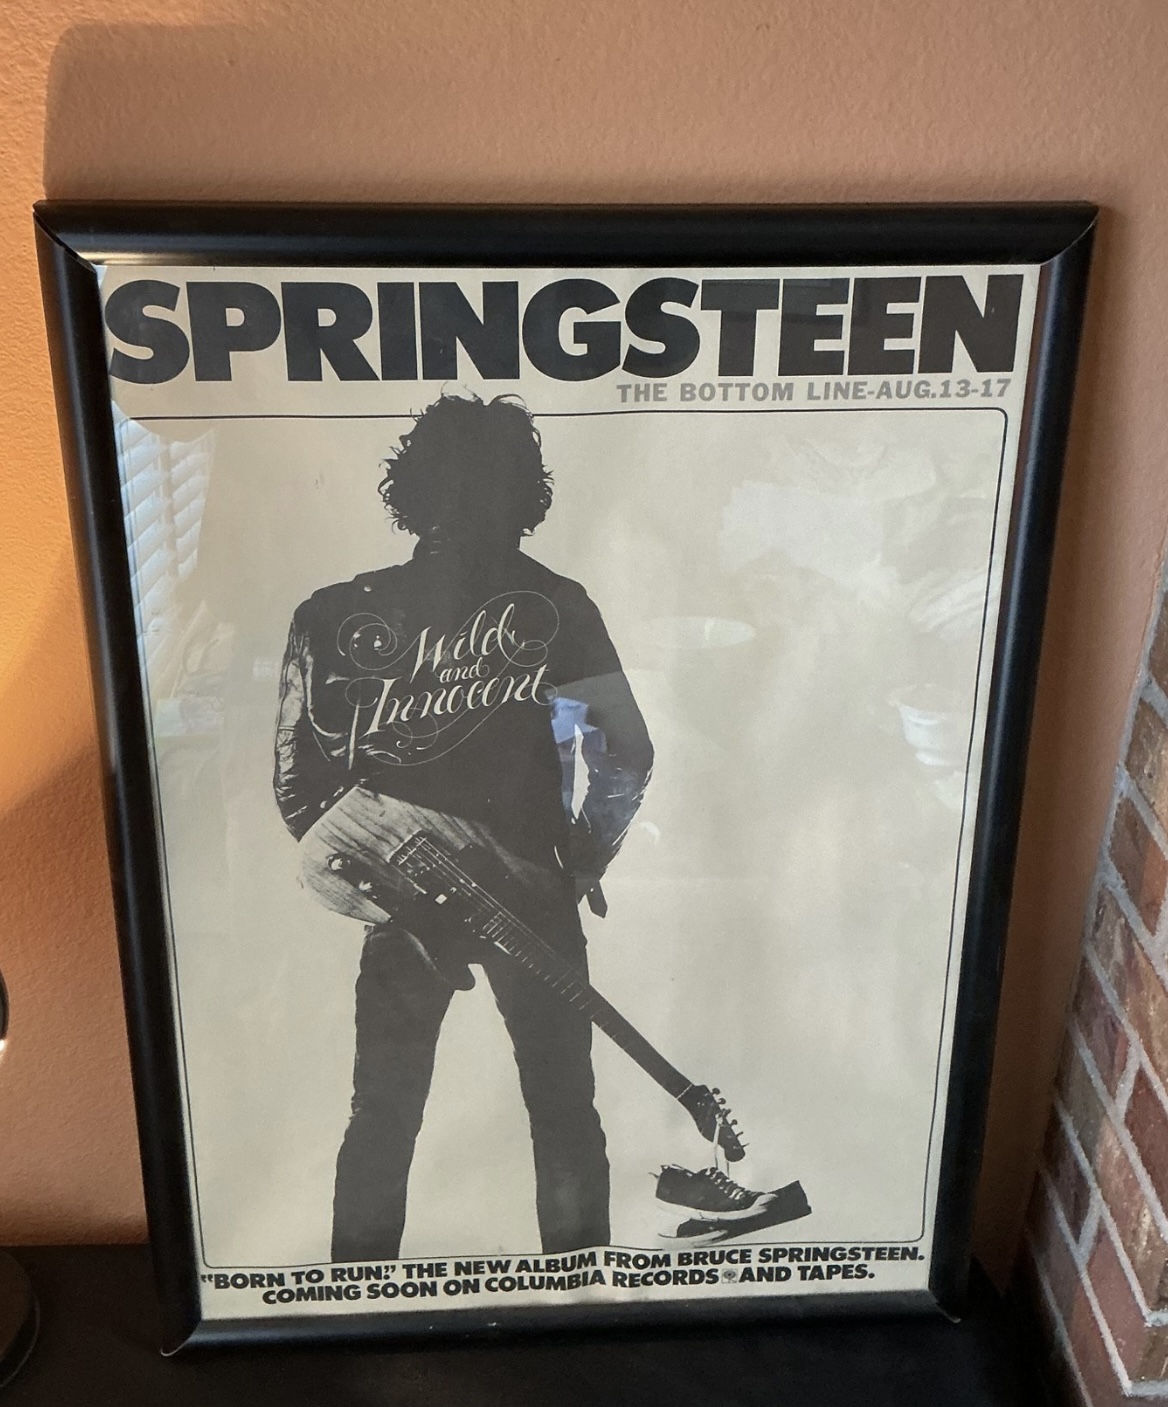 SPRINGSTEEN
THE BOTTOM LINE-AUG.13-17
Wild
and
Innocent
"BORN TO RUN." THE NEW ALBUM FROM BRUCE SPRINGSTEEN.
COMING SOON ON COLUMBIA RECORDS AND TAPES.